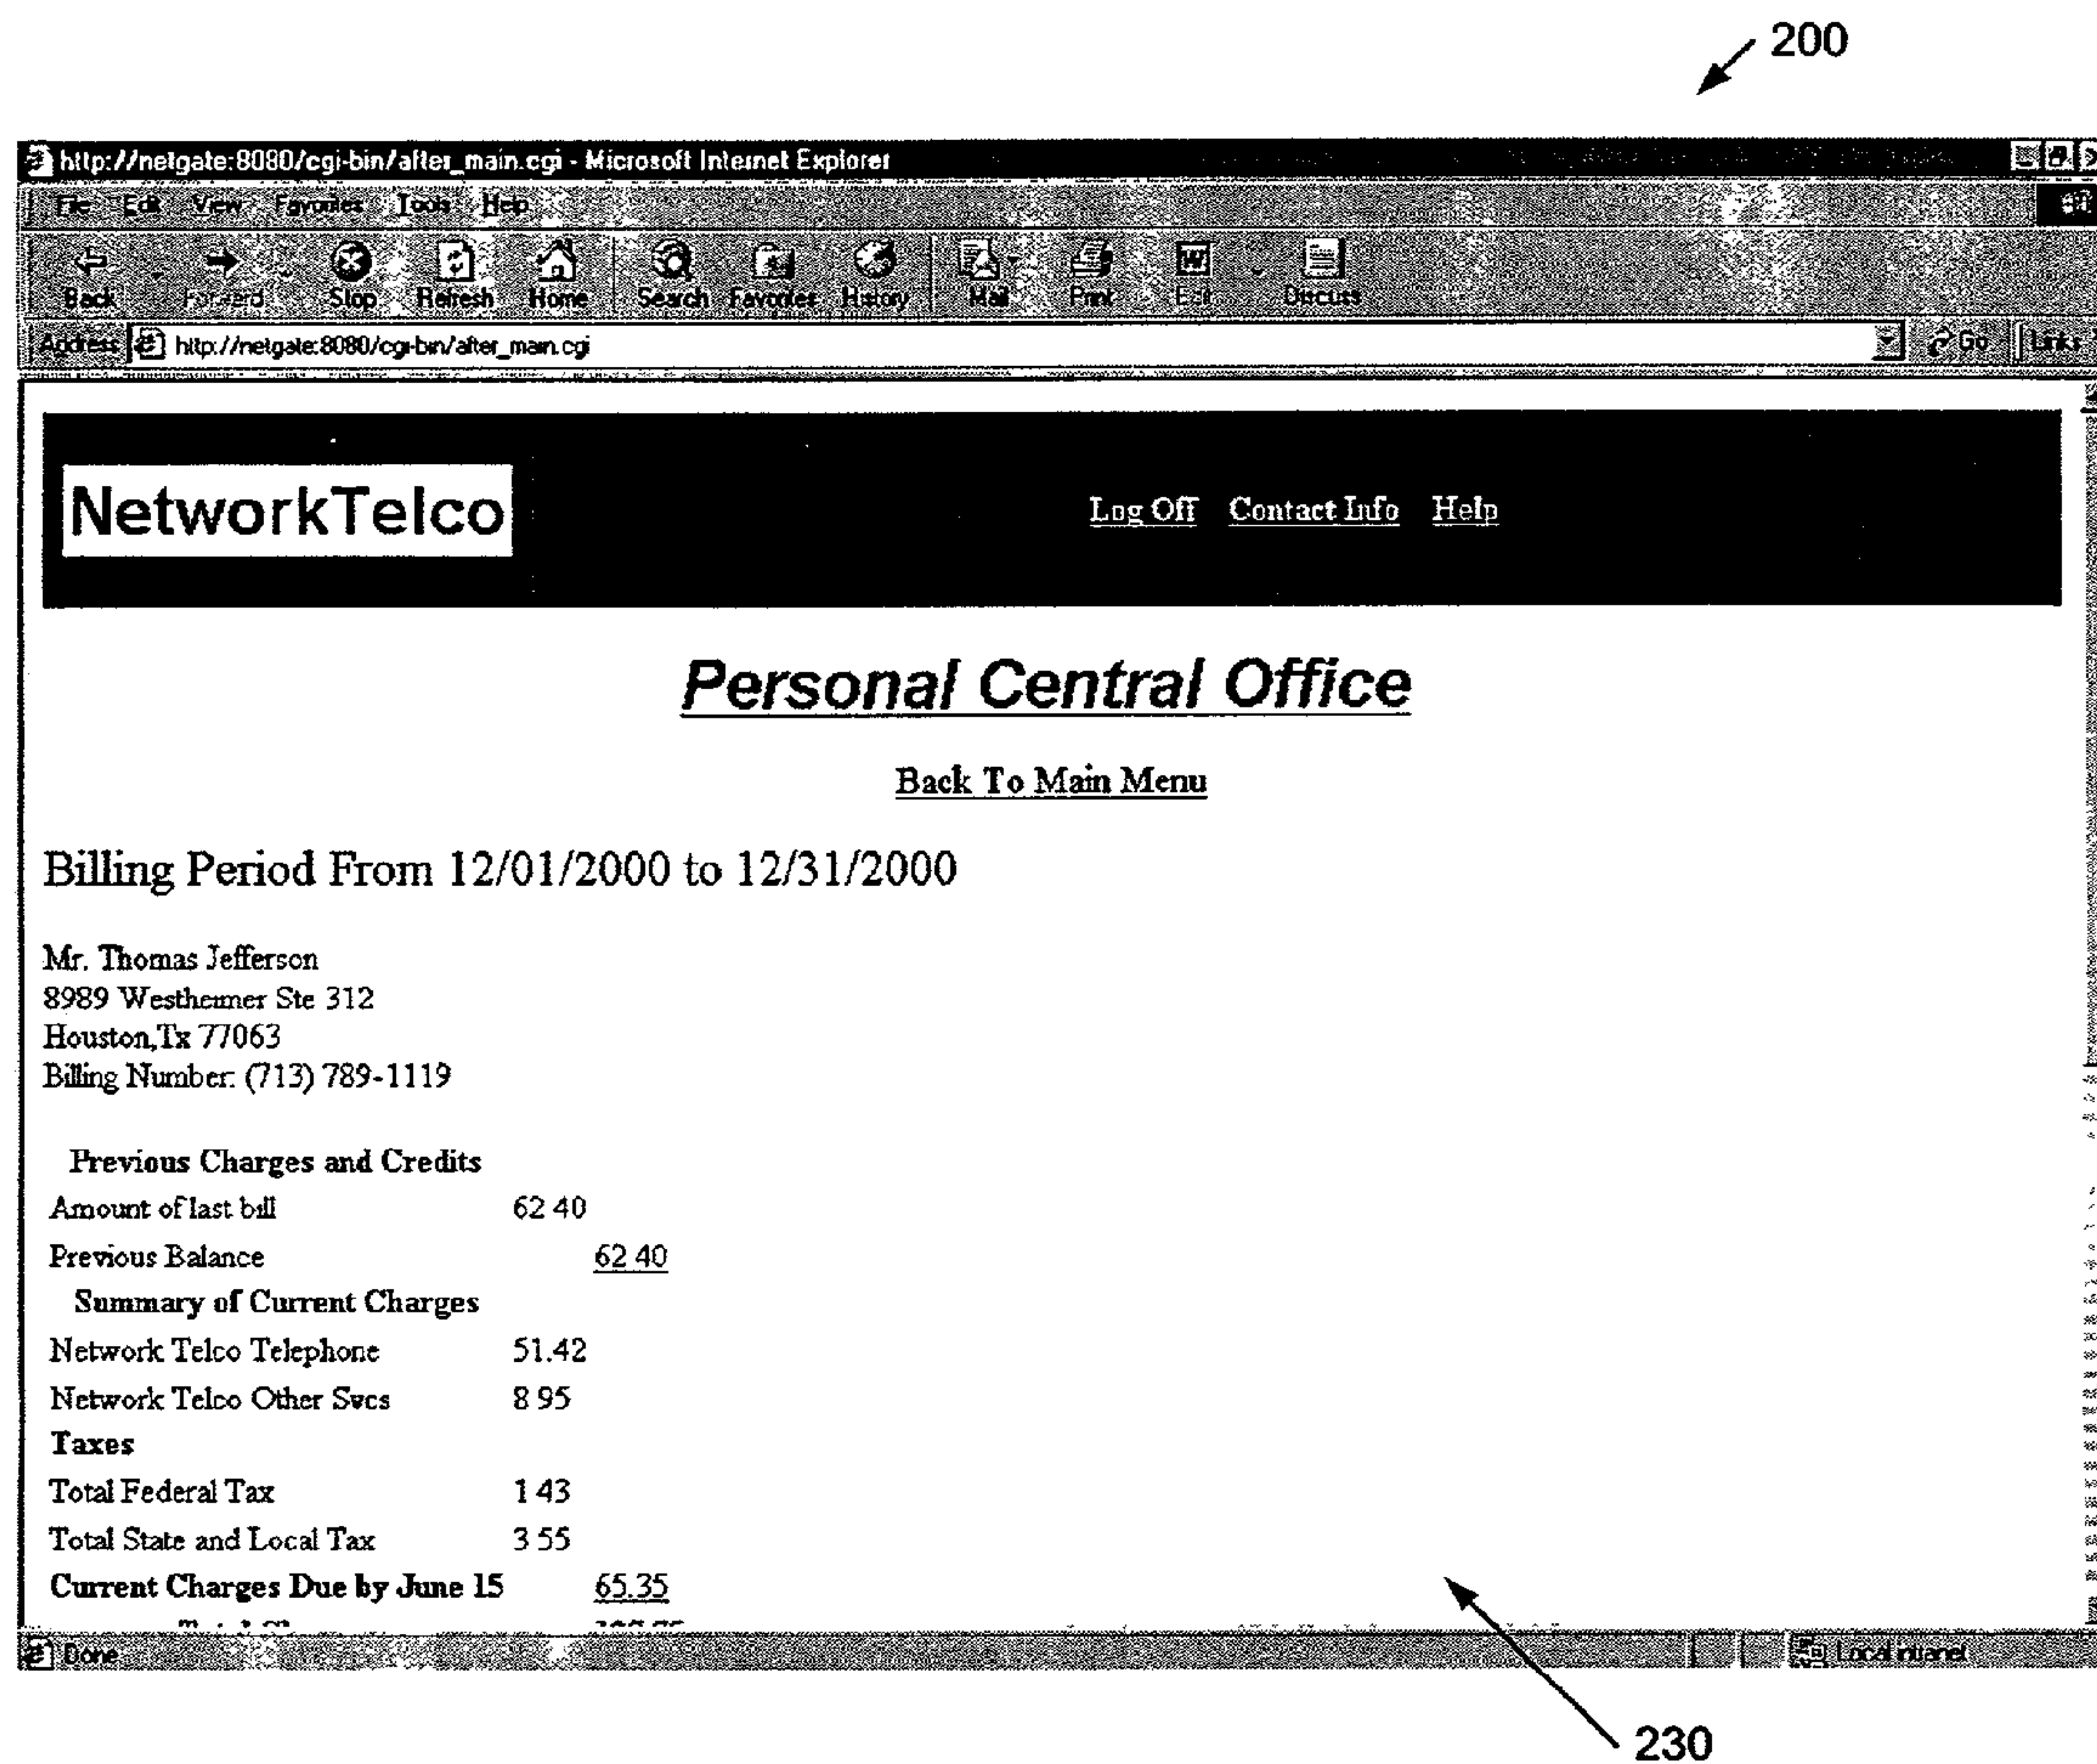 200
http://netgate:8080/cgi-bin/after_main.cgi - Microsoft Internet Explorer
File Edit View Favorites Tools Help
Back Forward Stop Refresh Home Search Favorites History Mail Print Edit Discuss
Address http://netgate:8080/cgi-bin/after_main.cgi Go Links
NetworkTelco Log Off Contact Info Help
Personal Central Office
Back To Main Menu
Billing Period From 12/01/2000 to 12/31/2000
Mr. Thomas Jefferson
8989 Westheimer Ste 312
Houston,Tx 77063
Billing Number: (713) 789-1119
Previous Charges and Credits
Amount of last bill 62 40
Previous Balance 62 40
Summary of Current Charges
Network Telco Telephone 51.42
Network Telco Other Svcs 8 95
Taxes
Total Federal Tax 1 43
Total State and Local Tax 3 55
Current Charges Due by June 15 65.35
Done Local intranet
230